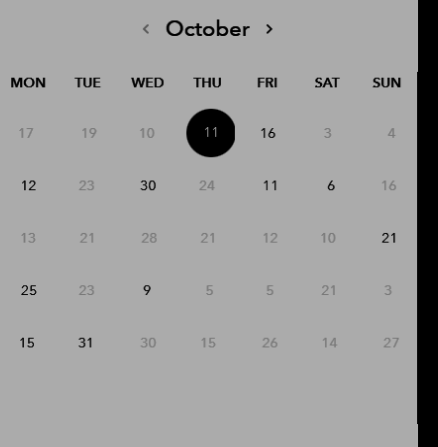 ‹ October ›
MON TUE WED THU FRI SAT SUN
17 19 10 11 16 3 4
12 23 30 24 11 6 16
13 21 28 21 12 10 21
25 23 9 5 5 21 3
15 31 30 15 26 14 27